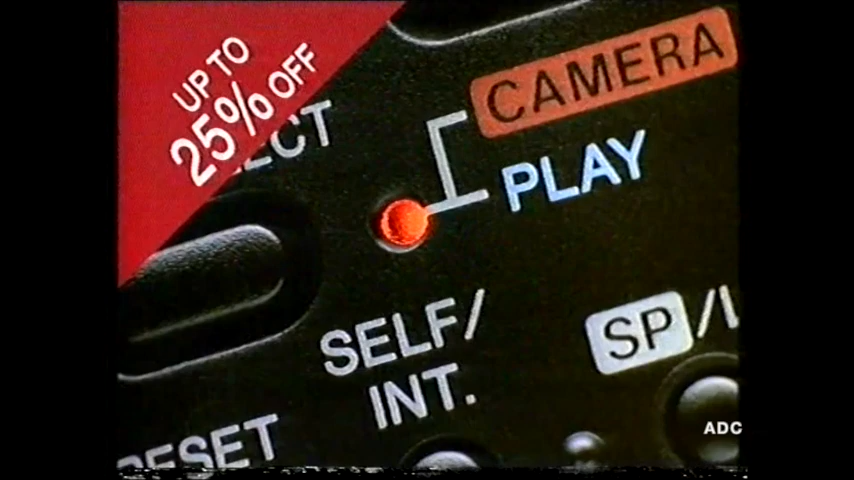 UP TO
25% OFF
CAMERA
PLAY
SELF/
INT.
SP/
ADC